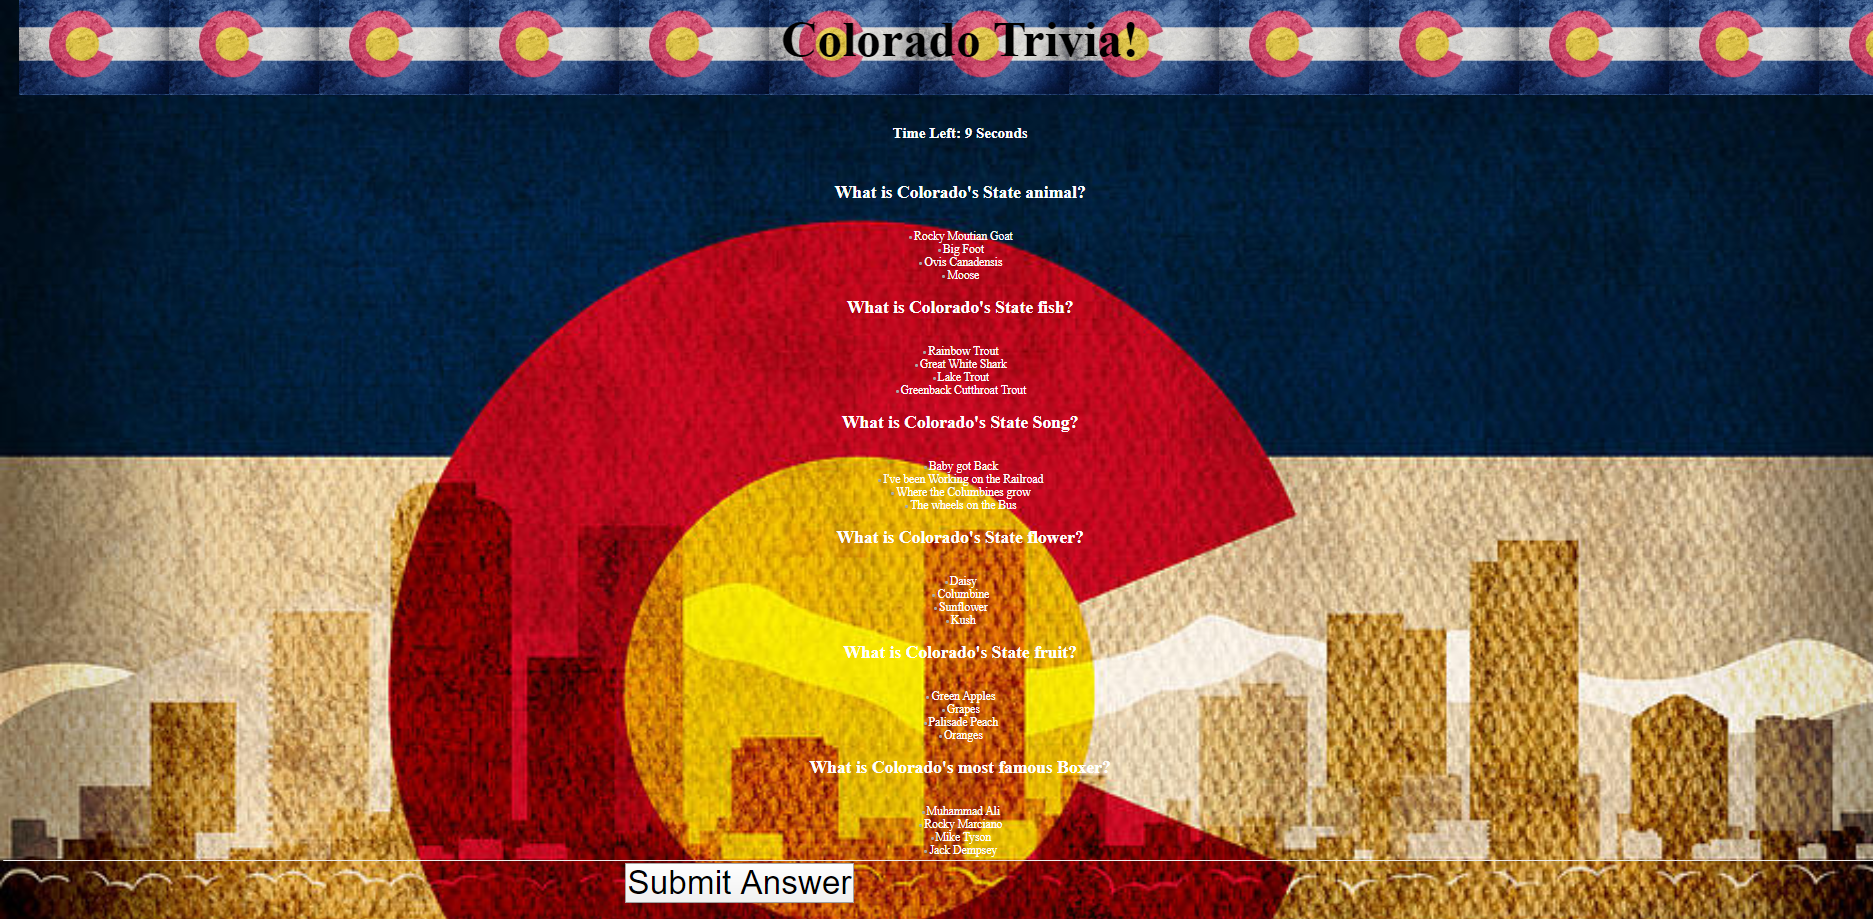 Colorado Trivia!
Time Left: 9 Seconds
What is Colorado's State animal?
Rocky Moutian Goat
Big Foot
Ovis Canadensis
Moose
What is Colorado's State fish?
Rainbow Trout
Great White Shark
Lake Trout
Greenback Cutthroat Trout
What is Colorado's State Song?
Baby got Back
I've been Working on the Railroad
Where the Columbines grow
The wheels on the Bus
What is Colorado's State flower?
Daisy
Columbine
Sunflower
Kush
What is Colorado's State fruit?
Green Apples
Grapes
Palisade Peach
Oranges
What is Colorado's most famous Boxer?
Muhammad Ali
Rocky Marciano
Mike Tyson
Jack Dempsey
Submit Answer